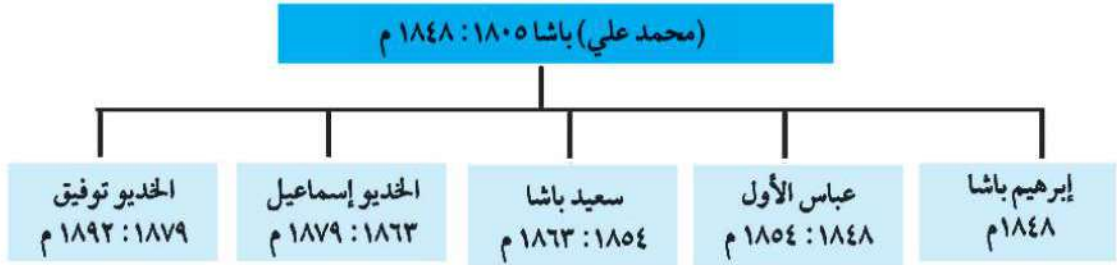 (محمد علي) باشا ١٨٠٥ : ١٨٤٨ م
إبرهيم باشا
١٨٤٨م
عباس الأول
١٨٤٨ : ١٨٥٤ م
سعيد باشا
١٨٥٤ : ١٨٦٣ م
الخديو إسماعيل
١٨٦٣ : ١٨٧٩ م
الخديو توفيق
١٨٧٩ : ١٨٩٢ م